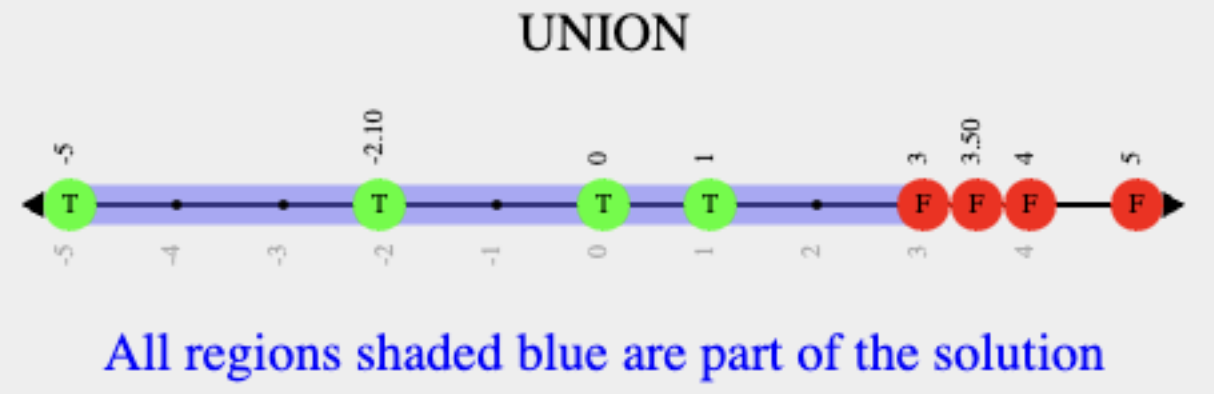 UNION
-5 -2.10 0 1 3 3.50 4 5
T T T T F F F F
-5 -4 -3 -2 -1 0 1 2 3 4
All regions shaded blue are part of the solution